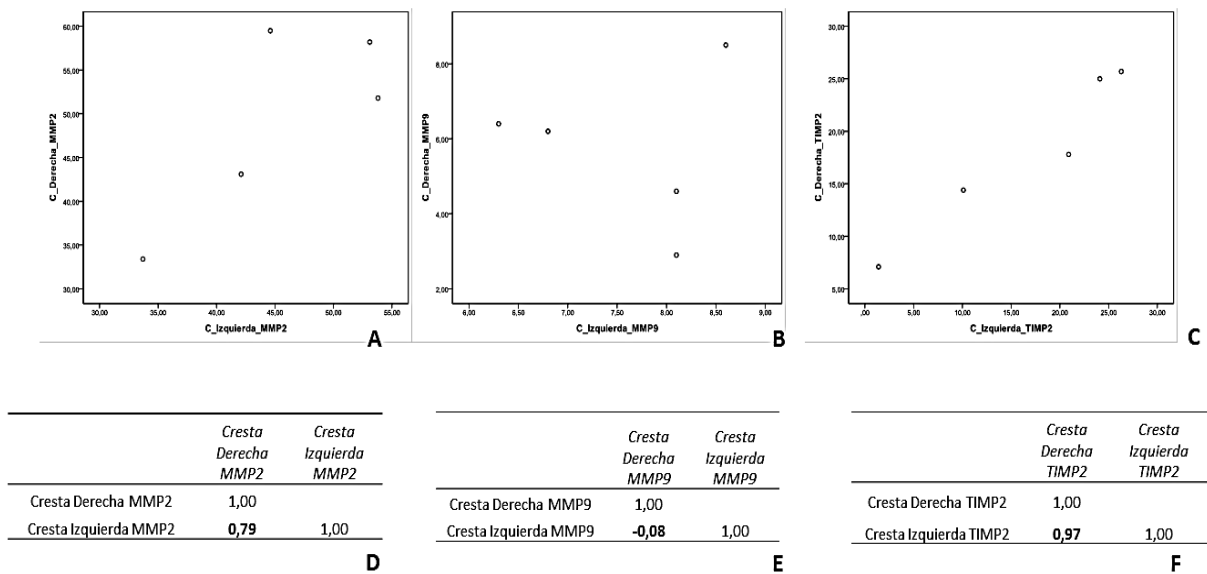 60,00
55,00
50,00
45,00
40,00
35,00
30,00
C_Derecha_MMP2
30,00 35,00 40,00 45,00 50,00 55,00
C_Izquierda_MMP2
A
8,00
6,00
4,00
2,00
C_Derecha_MMP9
6,00 6,50 7,00 7,50 8,00 8,50 9,00
C_Izquierda_MMP9
B
30,00
25,00
20,00
15,00
10,00
5,00
C_Derecha_TIMP2
,00 10,00 20,00 30,00
C_Izquierda_TIMP2
C
Cresta Cresta
Derecha Izquierda
MMP2 MMP2
Cresta Derecha MMP2 1,00
Cresta Izquierda MMP2 0,79 1,00
D
Cresta Cresta
Derecha Izquierda
MMP9 MMP9
Cresta Derecha MMP9 1,00
Cresta Izquierda MMP9 -0,08 1,00
E
Cresta Cresta
Derecha Izquierda
TIMP2 TIMP2
Cresta Derecha TIMP2 1,00
Cresta Izquierda TIMP2 0,97 1,00
F